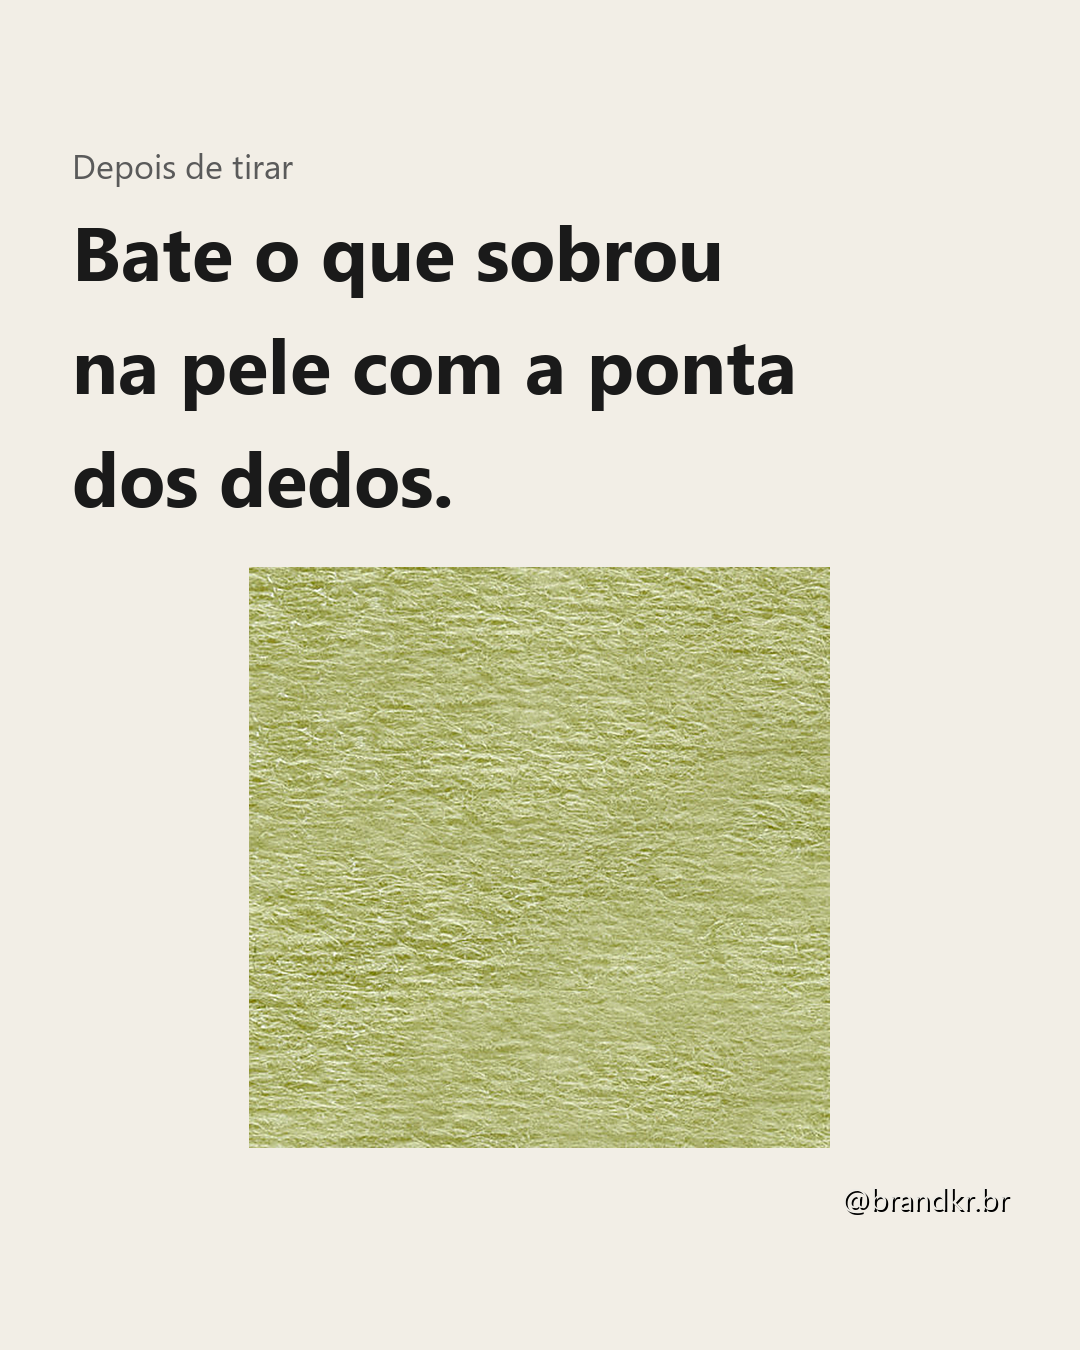 Depois de tirar
Bate o que sobrou
na pele com a ponta
dos dedos.
@brandkr.br